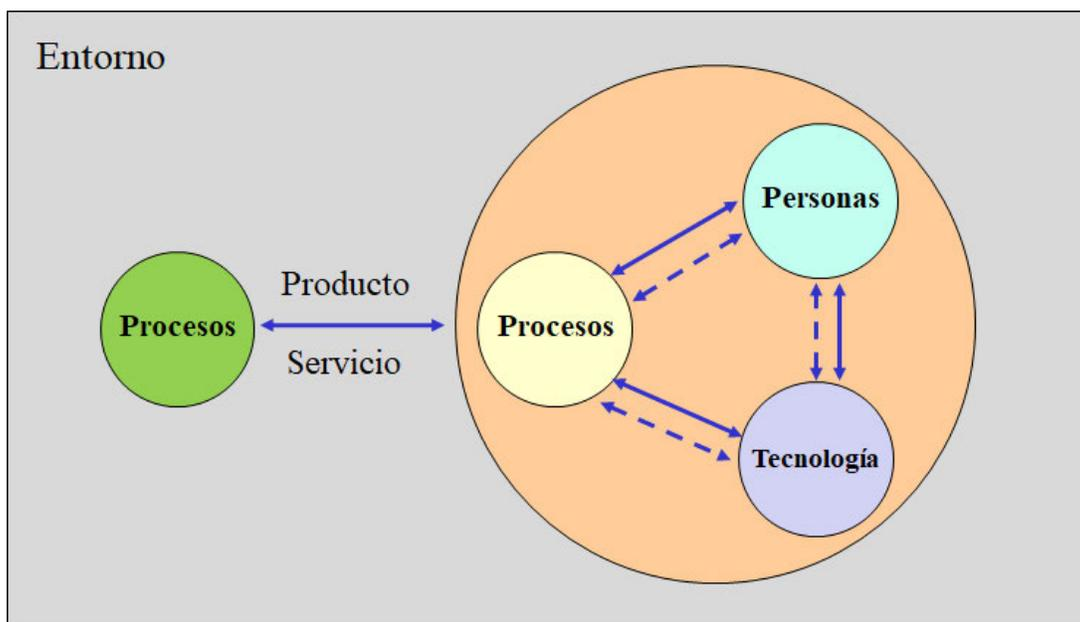 Entorno
Procesos
Producto
Servicio
Procesos
Personas
Tecnología